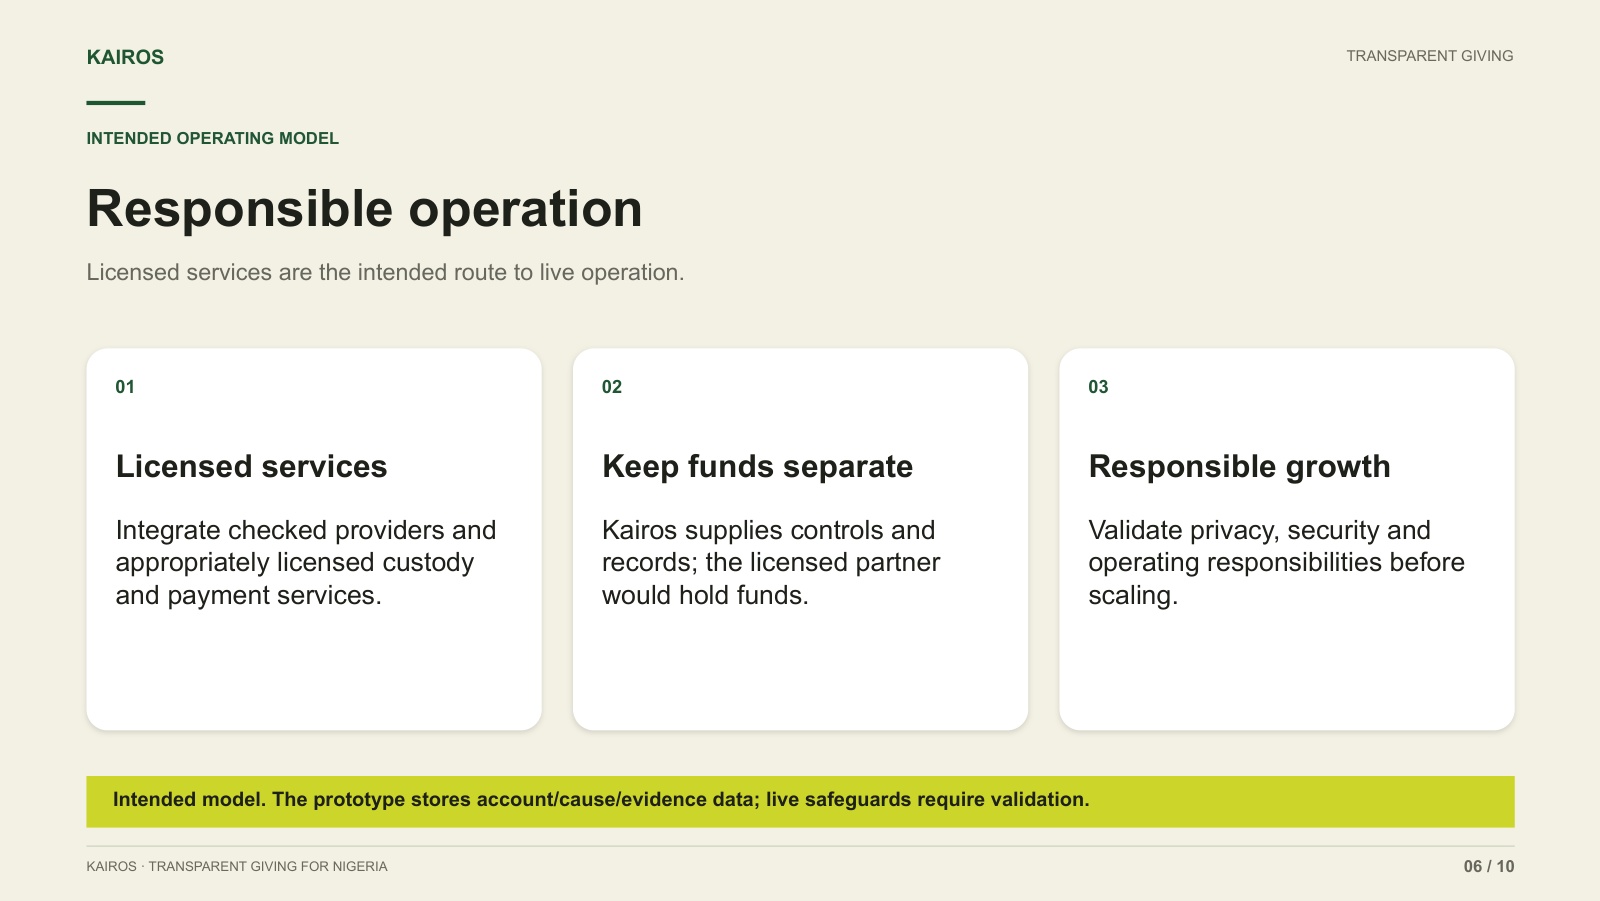 KAIROS
TRANSPARENT GIVING
INTENDED OPERATING MODEL
Responsible operation
Licensed services are the intended route to live operation.
01
Licensed services
Integrate checked providers and
appropriately licensed custody
and payment services.
02
Keep funds separate
Kairos supplies controls and
records; the licensed partner
would hold funds.
03
Responsible growth
Validate privacy, security and
operating responsibilities before
scaling.
Intended model. The prototype stores account/cause/evidence data; live safeguards require validation.
KAIROS · TRANSPARENT GIVING FOR NIGERIA
06 / 10